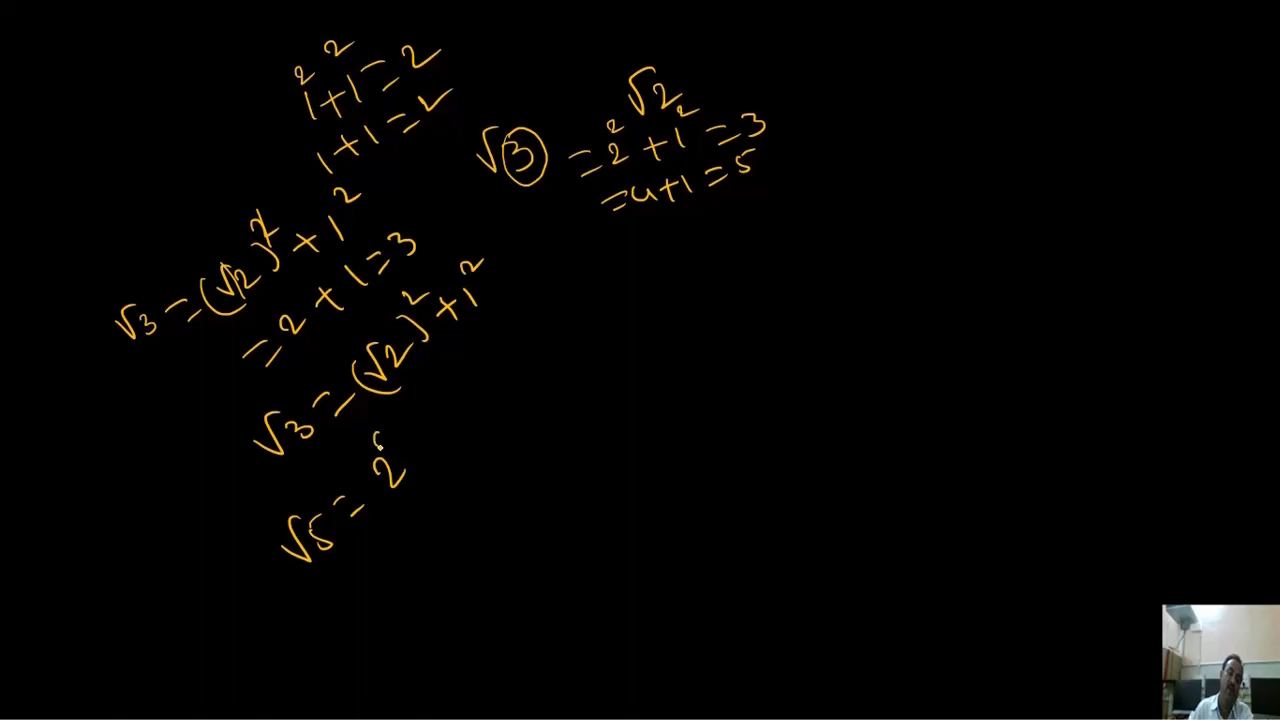 1² + 1² = 2
1 + 1 = 2
√2
√3 = 2² + 1² = 3
= 4 + 1 = 5
√3 = (√2)² + 1²
= 2 + 1 = 3
√3 = (√2)² + 1²
√5 = 2